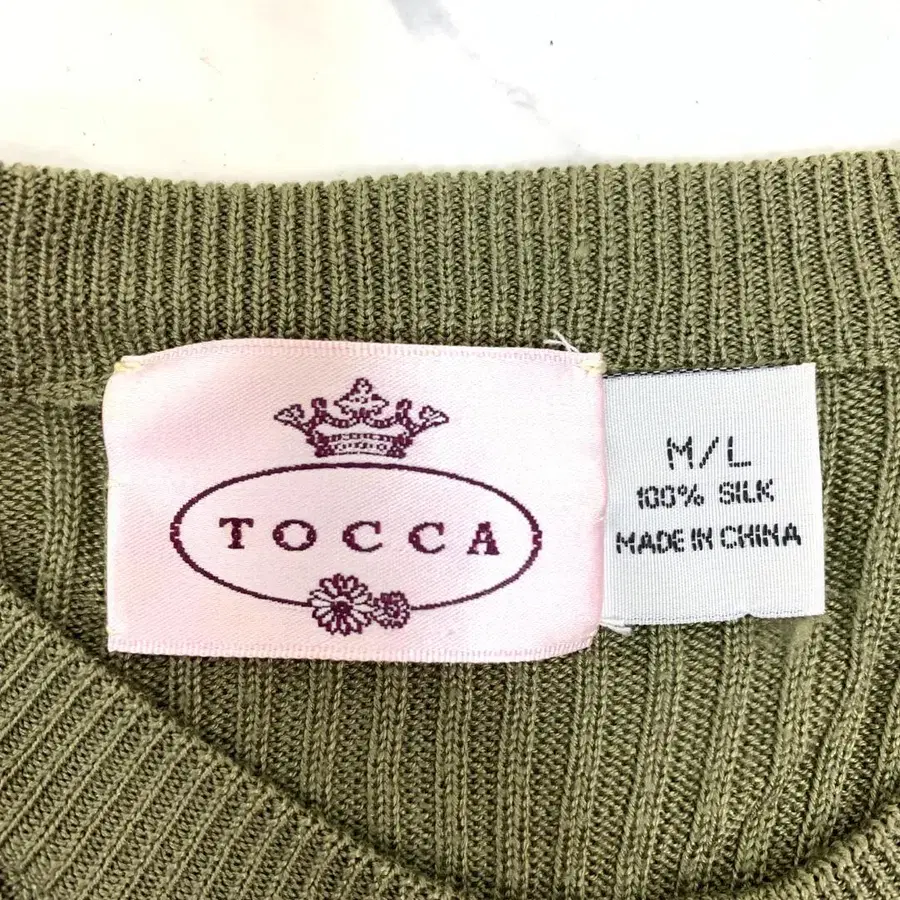 TOCCA
M/L
100% SILK
MADE IN CHINA